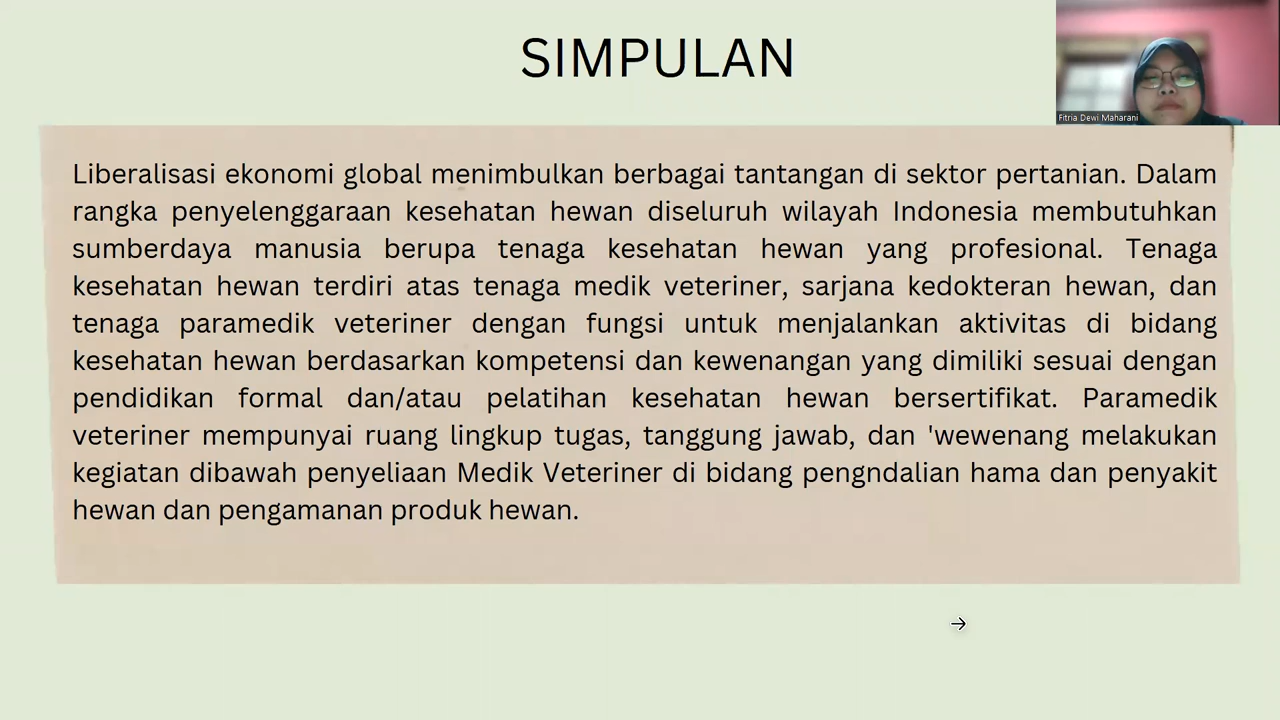 SIMPULAN
Fitria Dewi Maharani
Liberalisasi ekonomi global menimbulkan berbagai tantangan di sektor pertanian. Dalam
rangka penyelenggaraan kesehatan hewan diseluruh wilayah Indonesia membutuhkan
sumberdaya manusia berupa tenaga kesehatan hewan yang profesional. Tenaga
kesehatan hewan terdiri atas tenaga medik veteriner, sarjana kedokteran hewan, dan
tenaga paramedik veteriner dengan fungsi untuk menjalankan aktivitas di bidang
kesehatan hewan berdasarkan kompetensi dan kewenangan yang dimiliki sesuai dengan
pendidikan formal dan/atau pelatihan kesehatan hewan bersertifikat. Paramedik
veteriner mempunyai ruang lingkup tugas, tanggung jawab, dan 'wewenang melakukan
kegiatan dibawah penyeliaan Medik Veteriner di bidang pengndalian hama dan penyakit
hewan dan pengamanan produk hewan.